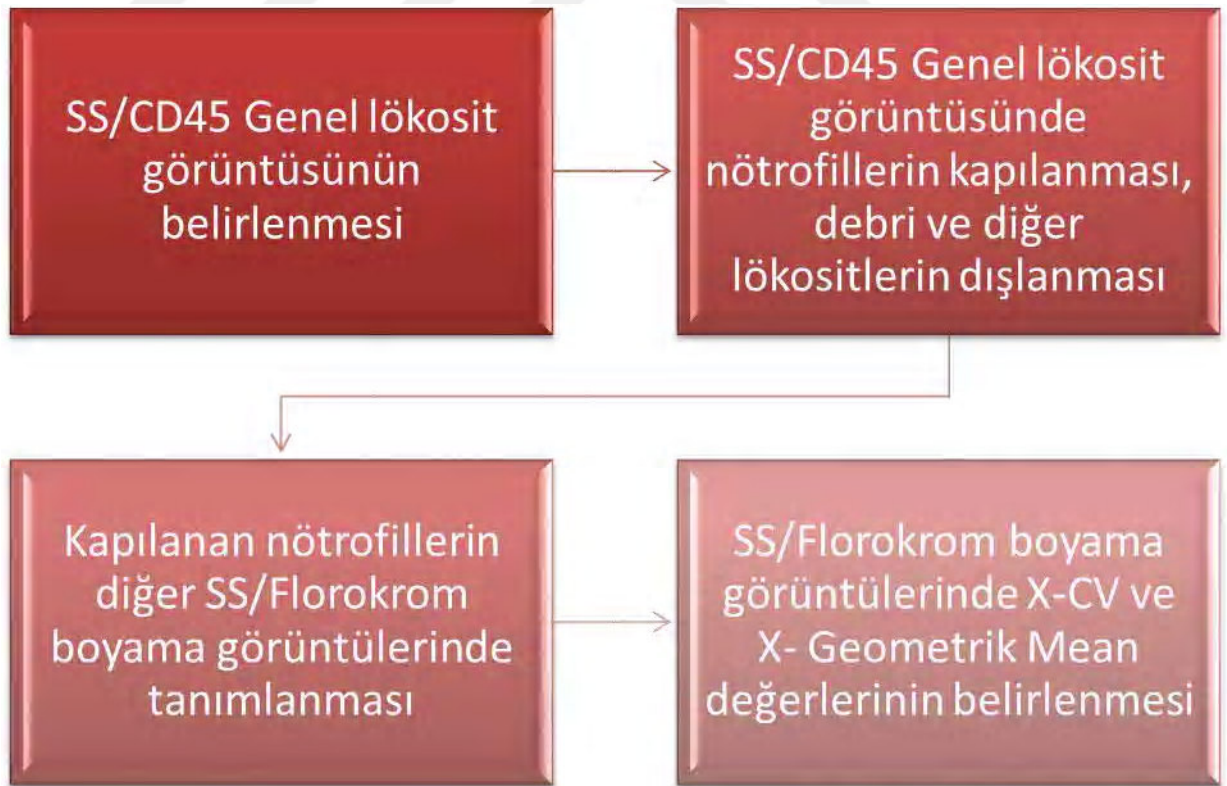 SS/CD45 Genel lökosit
görüntüsünün
belirlenmesi
SS/CD45 Genel lökosit
görüntüsünde
nötrofillerin kapılanması,
debri ve diğer
lökositlerin dışlanması
Kapılanan nötrofillerin
diğer SS/Florokrom
boyama görüntülerinde
tanımlanması
SS/Florokrom boyama
görüntülerinde X-CV ve
X- Geometrik Mean
değerlerinin belirlenmesi